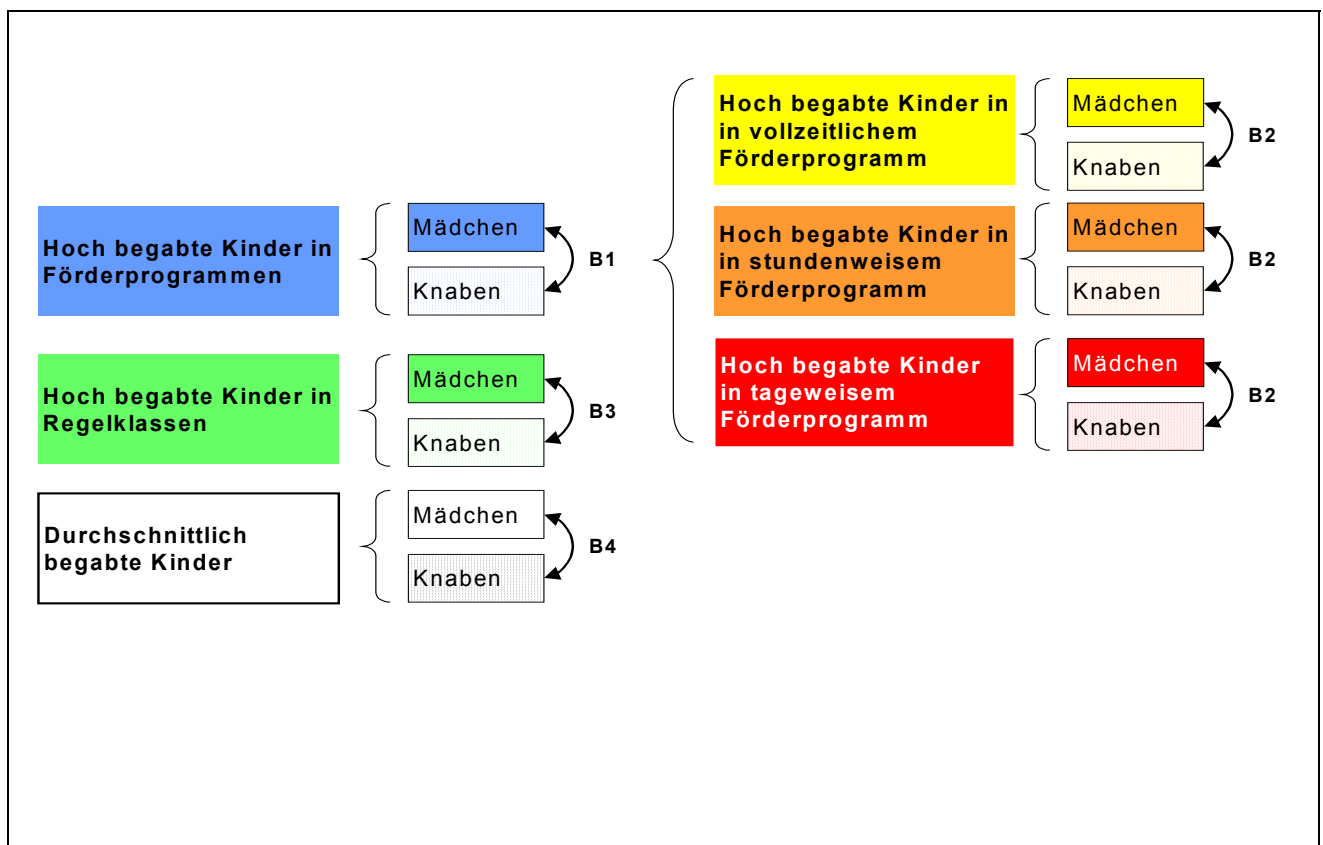 Hoch begabte Kinder in
Förderprogrammen
Mädchen
Knaben
B1
Hoch begabte Kinder in
Regelklassen
Mädchen
Knaben
B3
Durchschnittlich
begabte Kinder
Mädchen
Knaben
B4
Hoch begabte Kinder in
in vollzeitlichem
Förderprogramm
Mädchen
Knaben
B2
Hoch begabte Kinder in
in stundenweisem
Förderprogramm
Mädchen
Knaben
B2
Hoch begabte Kinder
in tageweisem
Förderprogramm
Mädchen
Knaben
B2